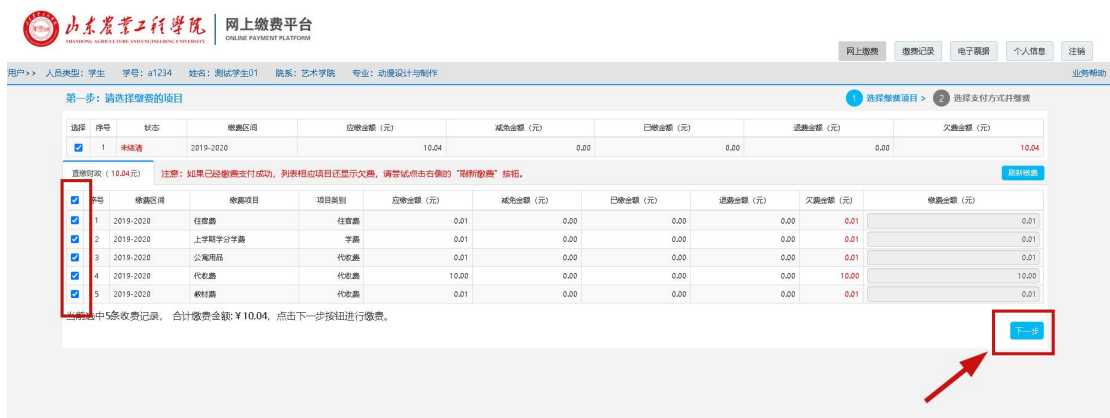 山东农业工程学院 网上缴费平台
SHANDONG AGRICULTURE AND ENGINEERING UNIVERSITY ONLINE PAYMENT PLATFORM
网上缴费 缴费记录 电子票据 个人信息 注销
用户>> 人员类型：学生 学号：a1234 姓名：测试学生01 院系：艺术学院 专业：动漫设计与制作 业务帮助
第一步：请选择缴费的项目 1 选择缴费项目 > 2 选择支付方式并缴费
选择 序号 状态 缴费区间 应缴金额（元） 减免金额（元） 已缴金额（元） 退费金额（元） 欠费金额（元）
1 未结清 2019-2020 10.04 0.00 0.00 0.00 10.04
直缴财政（10.04元） 注意：如果已经缴费支付成功，列表相应项目还显示欠费，请尝试点击右侧的“刷新缴费”按钮。 刷新缴费
序号 缴费区间 缴费项目 项目类别 应缴金额（元） 减免金额（元） 已缴金额（元） 退费金额（元） 欠费金额（元） 缴费金额（元）
1 2019-2020 住宿费 住宿费 0.01 0.00 0.00 0.00 0.01 0.01
2 2019-2020 上学期学分学费 学费 0.01 0.00 0.00 0.00 0.01 0.01
3 2019-2020 公寓用品 代收费 0.01 0.00 0.00 0.00 0.01 0.01
4 2019-2020 代收费 代收费 10.00 0.00 0.00 0.00 10.00 10.00
5 2019-2020 教材费 代收费 0.01 0.00 0.00 0.00 0.01 0.01
当前选中5条收费记录， 合计缴费金额:￥10.04，点击下一步按钮进行缴费。
下一步